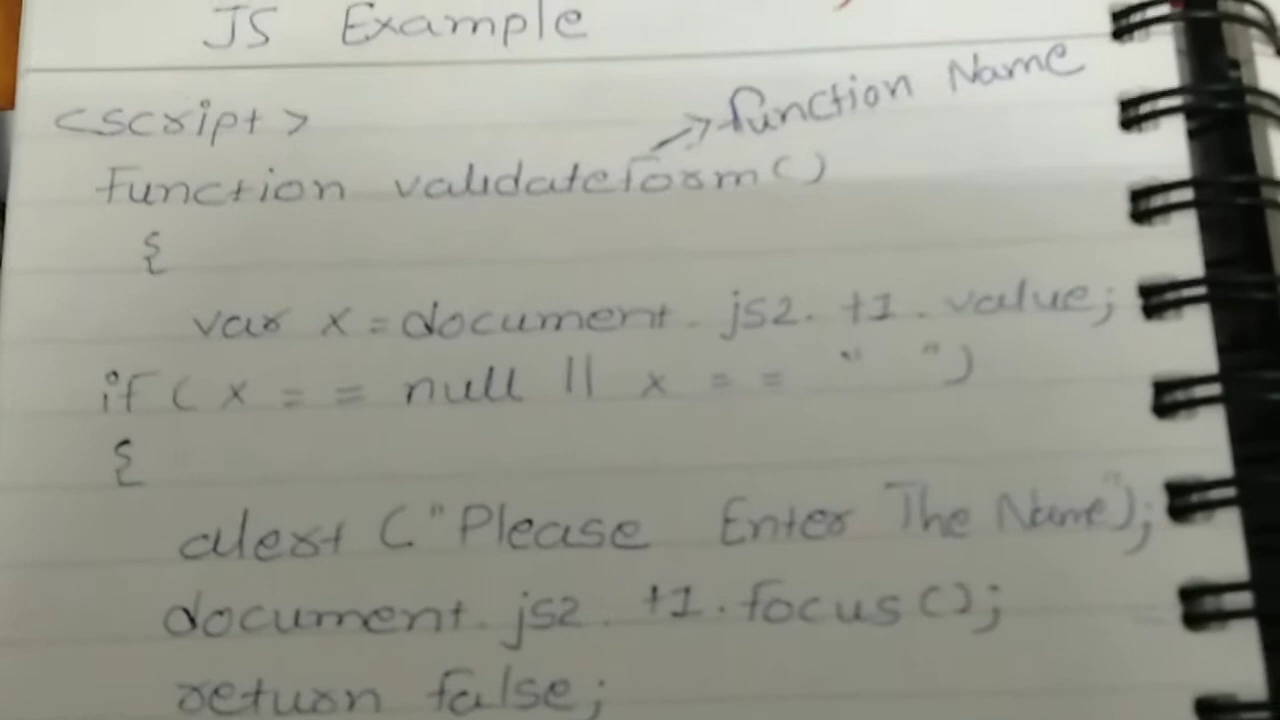 JS Example
<script>
function Name
Function validateform()
{
var x = document. js2. t1. value;
if ( x = = null || x = = " ")
{
alert ("Please Enter The Name");
document. js2. t1. focus();
return false;